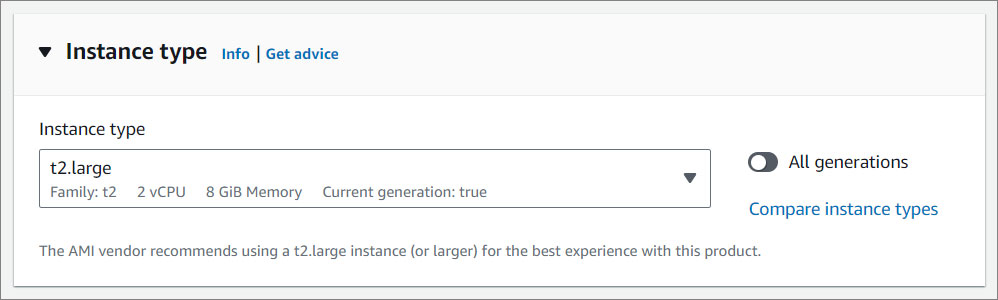 Instance type Info | Get advice
Instance type
t2.large
Family: t2 2 vCPU 8 GiB Memory Current generation: true
All generations
Compare instance types
The AMI vendor recommends using a t2.large instance (or larger) for the best experience with this product.